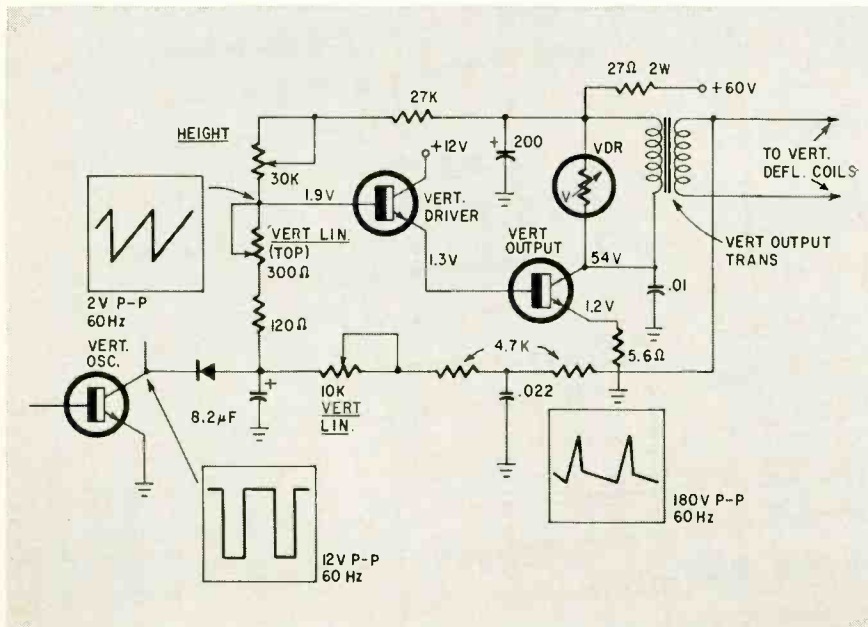 27Ω 2W
+60V
27K
HEIGHT
+12V
+
200
VDR
V
30K
1.9V
VERT.
DRIVER
TO VERT.
DEFL. COILS
VERT LIN.
(TOP)
300Ω
VERT
OUTPUT
VERT OUTPUT
TRANS
1.3V
54V
.01
2V P-P
60Hz
1.2V
120Ω
VERT.
OSC.
4.7K
5.6Ω
+
8.2μF
10K
VERT
LIN.
.022
12V P-P
60Hz
180V P-P
60Hz